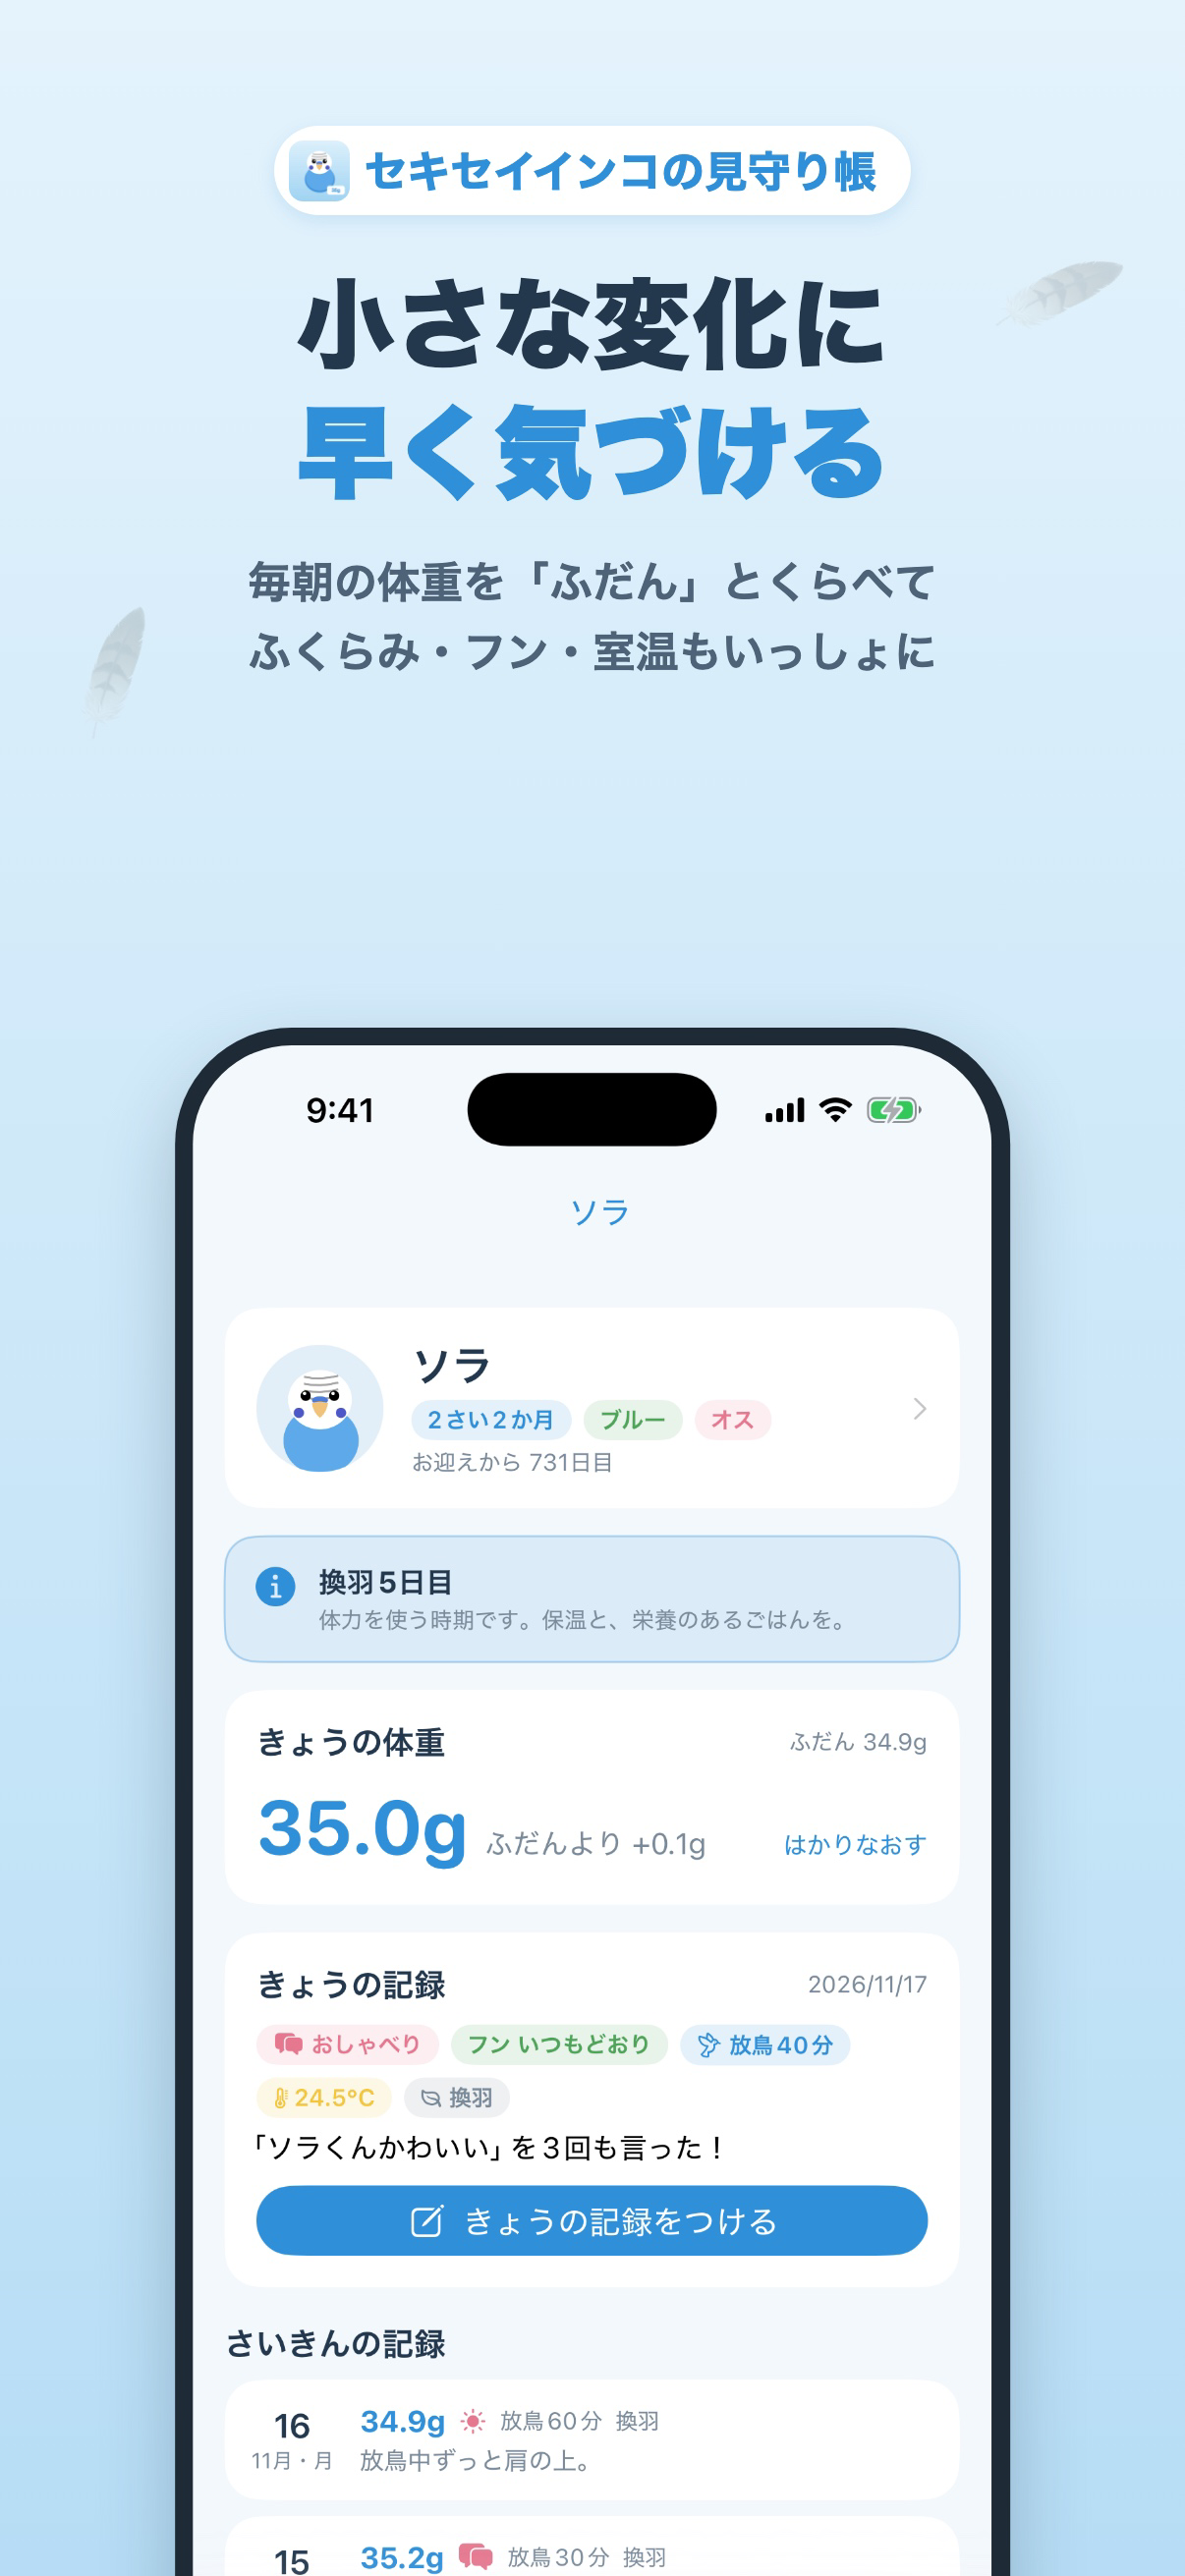 セキセイインコの見守り帳
小さな変化に
早く気づける
毎朝の体重を「ふだん」とくらべて
ふくらみ・フン・室温もいっしょに
9:41
ソラ
ソラ
2さい2か月 ブルー オス
お迎えから 731日目
換羽5日目
体力を使う時期です。保温と、栄養のあるごはんを。
きょうの体重 ふだん 34.9g
35.0g ふだんより +0.1g はかりなおす
きょうの記録 2026/11/17
おしゃべり フン いつもどおり 放鳥40分
24.5°C 換羽
「ソラくんかわいい」を3回も言った！
きょうの記録をつける
さいきんの記録
16 34.9g 放鳥60分 換羽
11月・月 放鳥中ずっと肩の上。
15 35.2g 放鳥30分 換羽